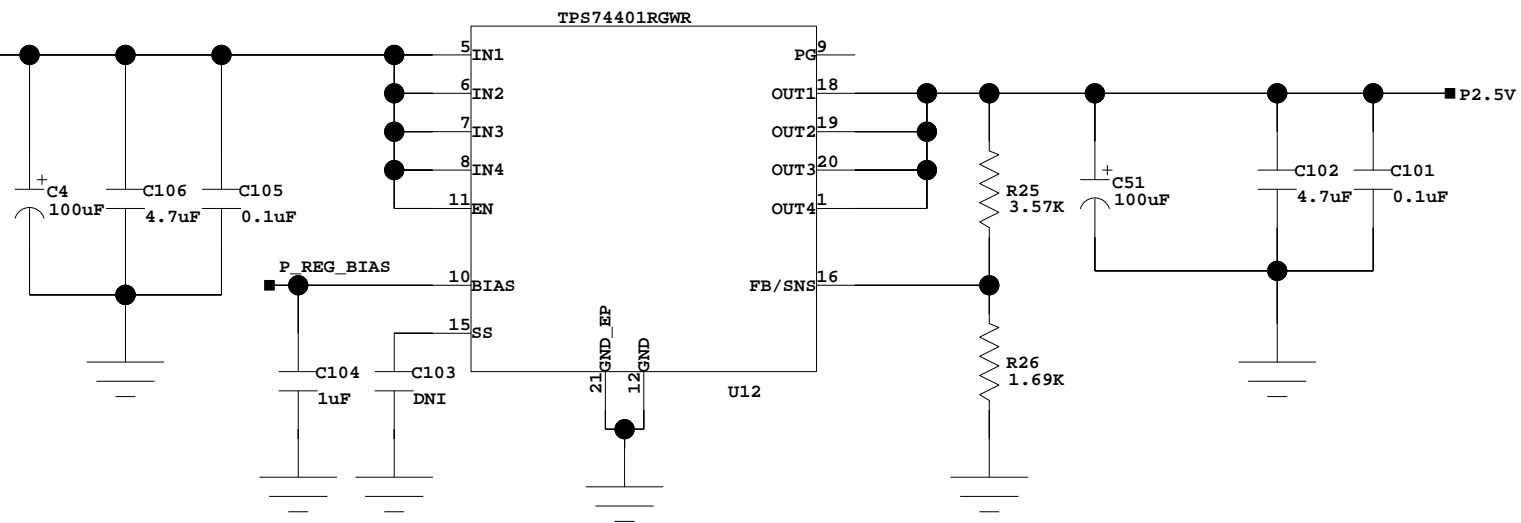 TPS74401RGWR
5 IN1
PG 9
6 IN2
OUT1 18
P2.5V
7 IN3
OUT2 19
8 IN4
OUT3 20
11 EN
OUT4 1
C4
100uF
C106
4.7uF
C105
0.1uF
R25
3.57K
C51
100uF
C102
4.7uF
C101
0.1uF
P_REG_BIAS
10 BIAS
FB/SNS 16
15 SS
21 GND_EP
12 GND
C104
1uF
C103
DNI
U12
R26
1.69K